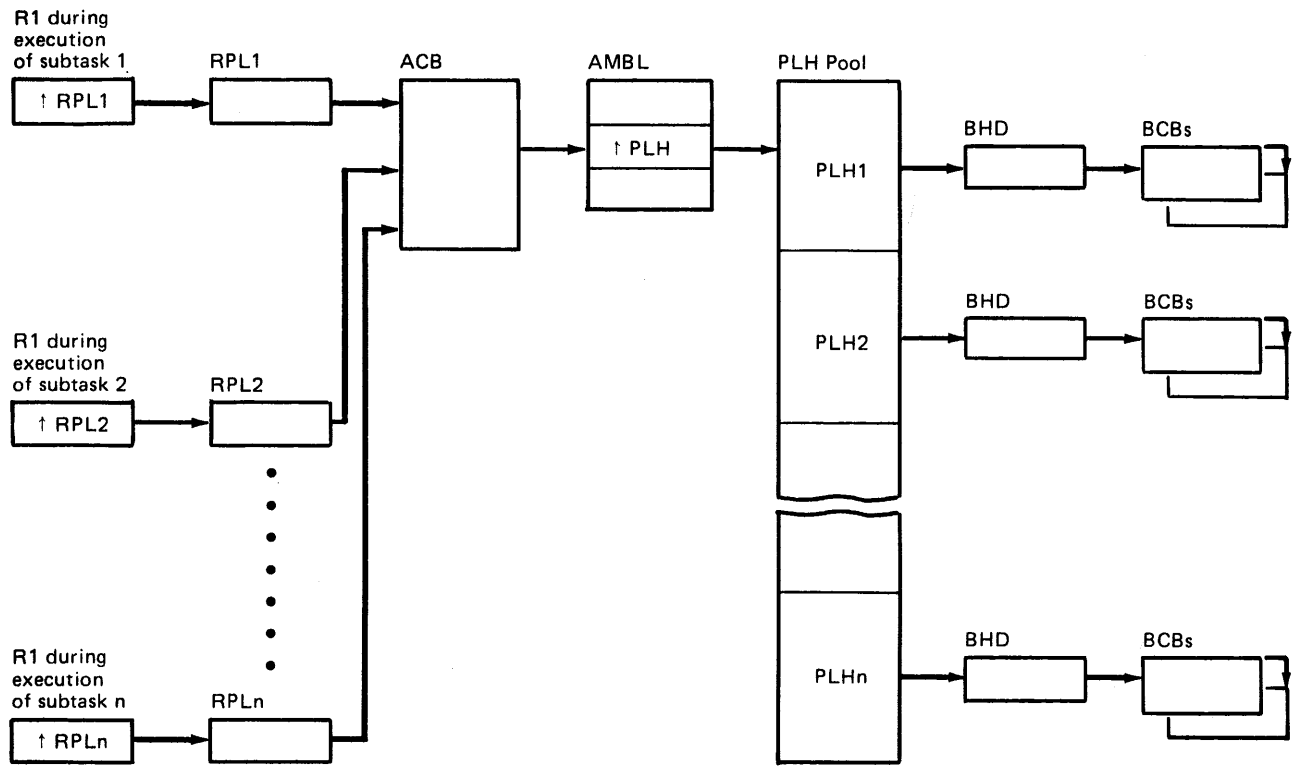 R1 during
execution
of subtask 1
RPL1
ACB
AMBL
PLH Pool
↑ RPL1
BHD
BCBs
↑ PLH
PLH1
R1 during
execution
of subtask 2
RPL2
BHD
BCBs
PLH2
↑ RPL2
R1 during
execution
of subtask n
RPLn
BHD
BCBs
PLHn
↑ RPLn